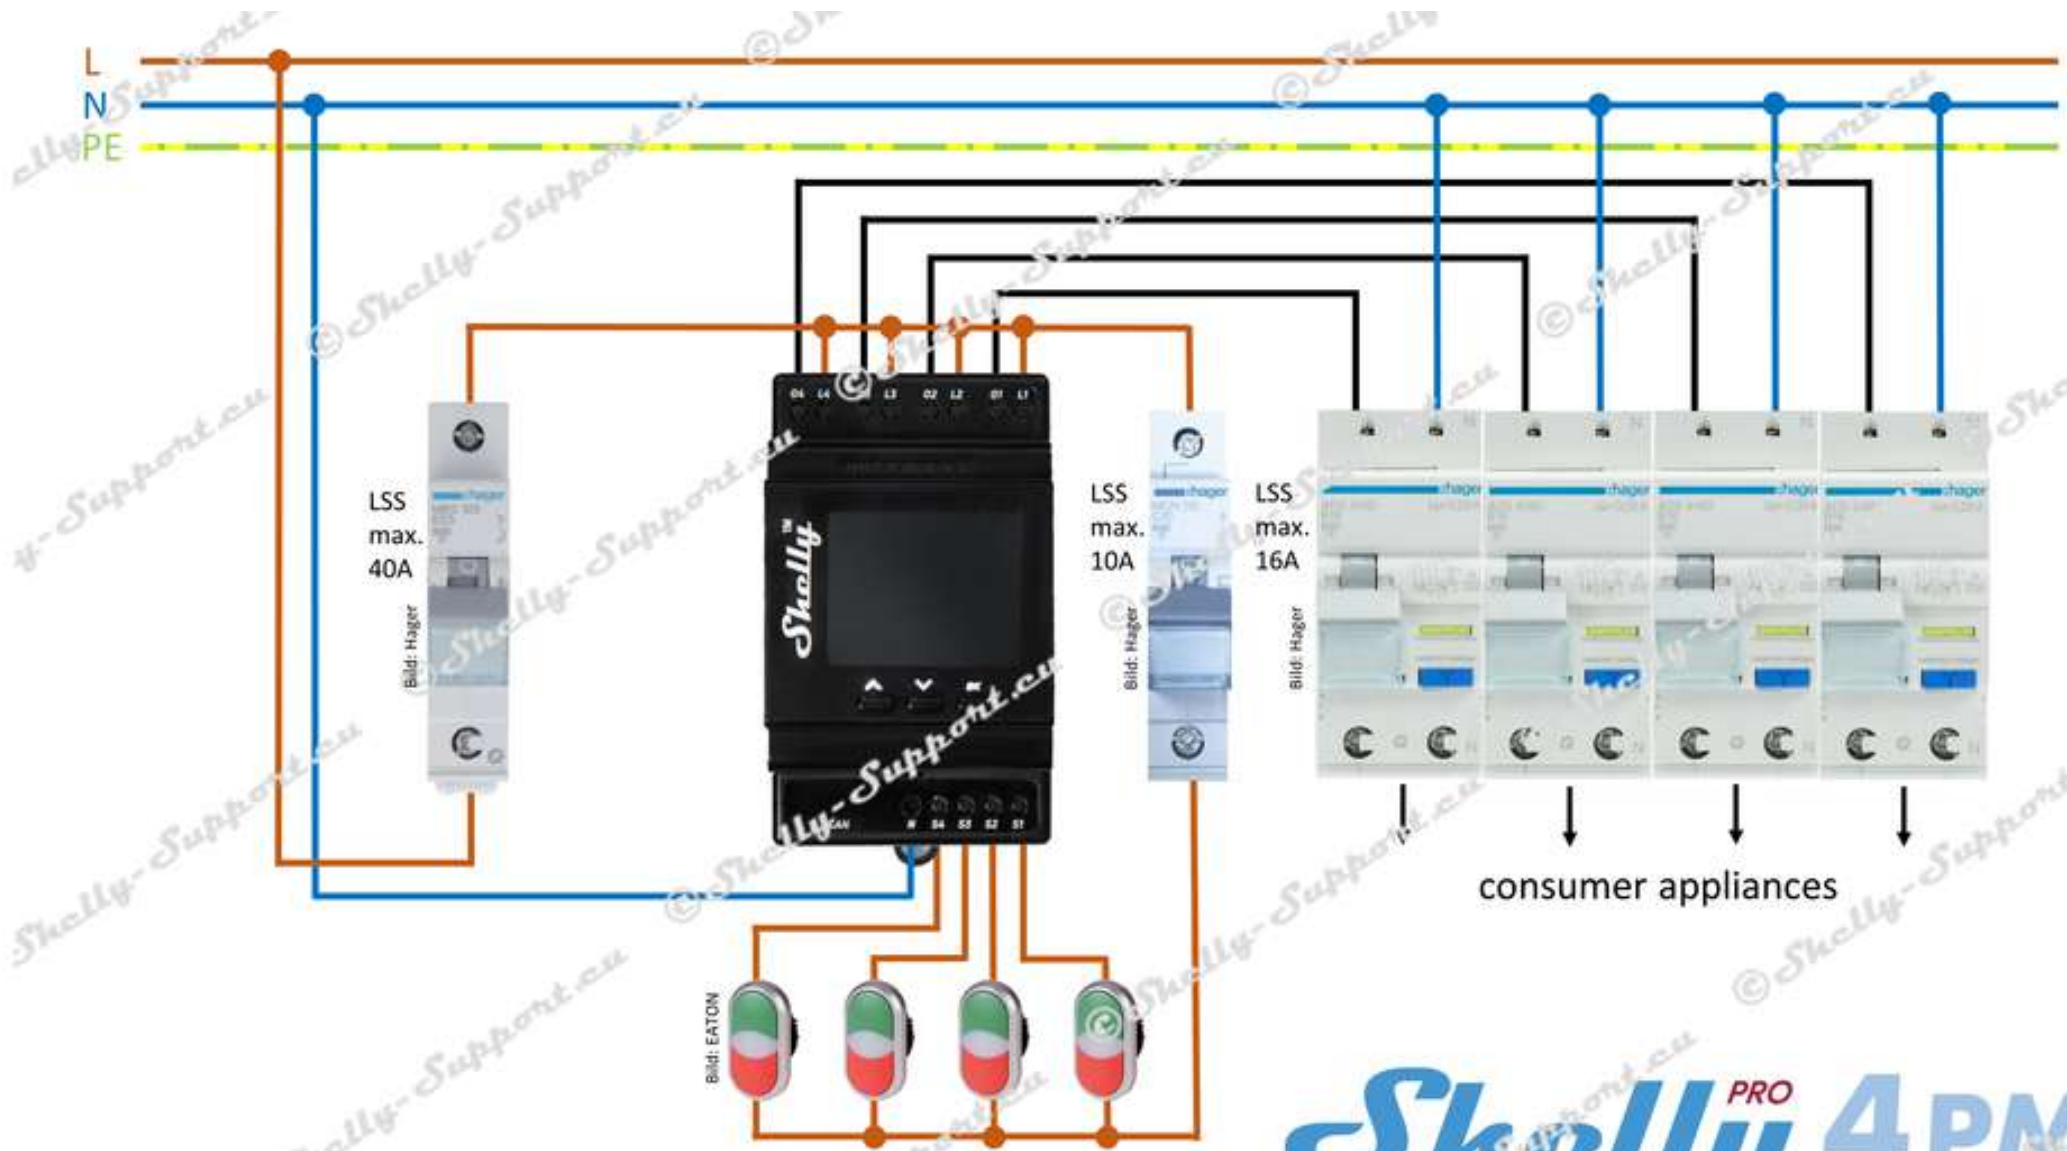 L
N
PE
O4 L4 L3 O2 L2 O1 L1
LSS
max.
40A
Bild: Hager
hager
Shelly™
LSS
max.
10A
Bild: Hager
hager
LSS
max.
16A
Bild: Hager
hager
hager
hager
hager
N S4 S3 S2 S1
consumer appliances
Bild: EATON
Shelly PRO 4PM
© Shelly-Support.eu